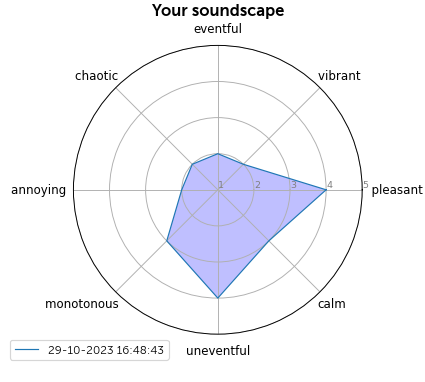 Your soundscape
eventful
chaotic
vibrant
annoying
1
2
3
4
5
pleasant
monotonous
calm
29-10-2023 16:48:43
uneventful